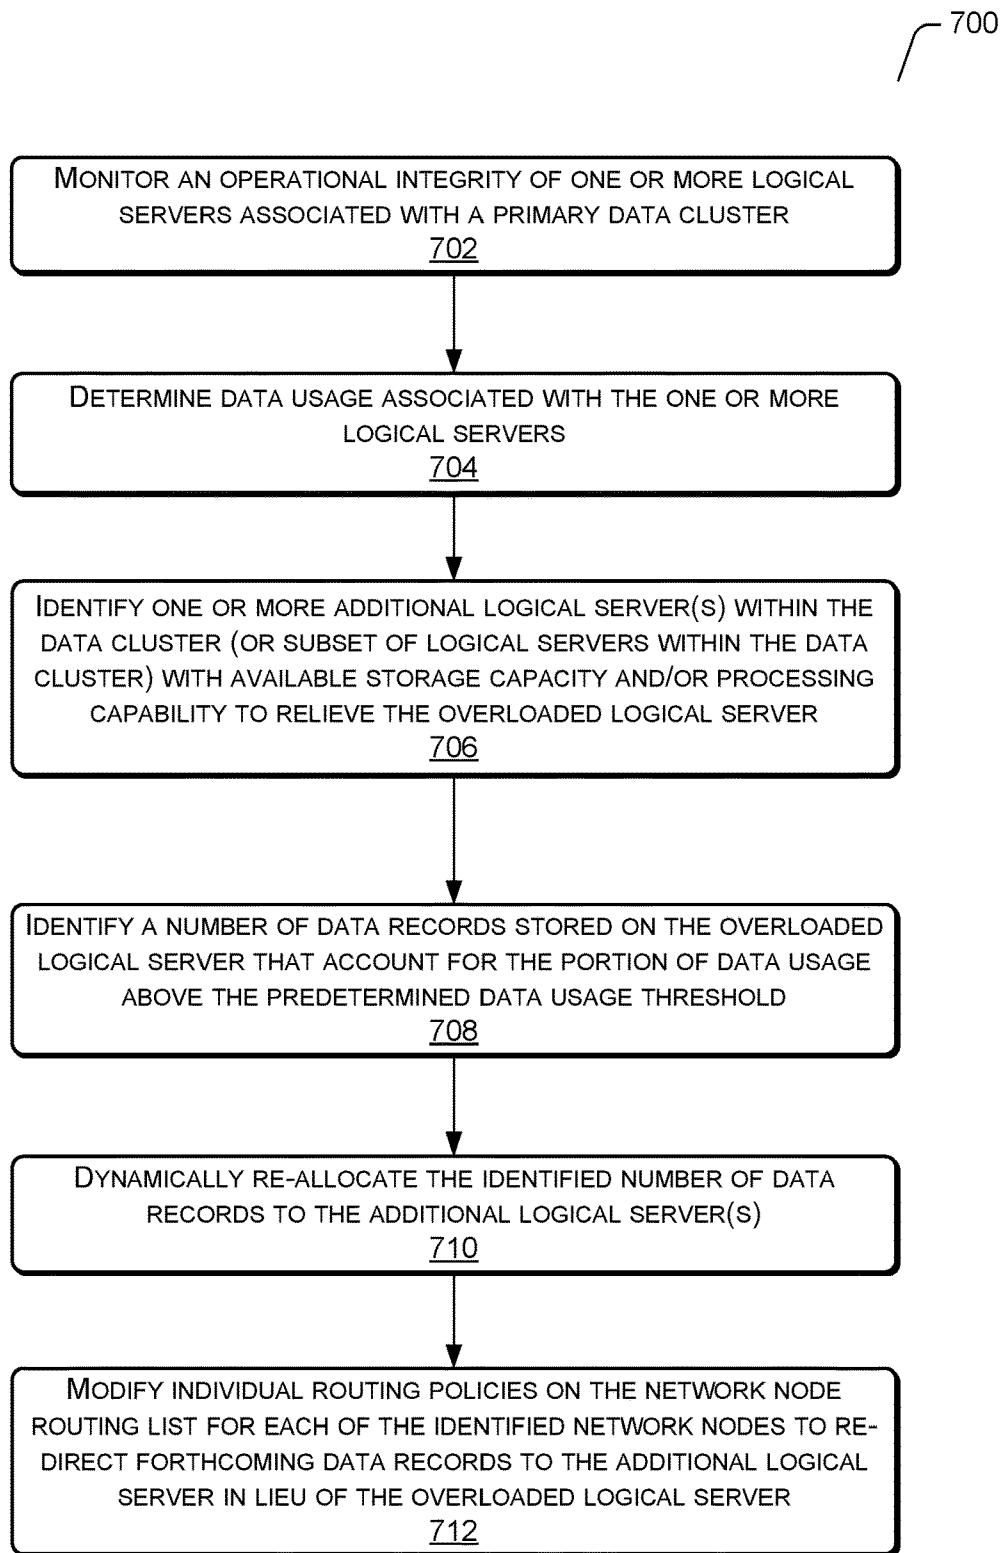 700
MONITOR AN OPERATIONAL INTEGRITY OF ONE OR MORE LOGICAL
SERVERS ASSOCIATED WITH A PRIMARY DATA CLUSTER
702
DETERMINE DATA USAGE ASSOCIATED WITH THE ONE OR MORE
LOGICAL SERVERS
704
IDENTIFY ONE OR MORE ADDITIONAL LOGICAL SERVER(S) WITHIN THE
DATA CLUSTER (OR SUBSET OF LOGICAL SERVERS WITHIN THE DATA
CLUSTER) WITH AVAILABLE STORAGE CAPACITY AND/OR PROCESSING
CAPABILITY TO RELIEVE THE OVERLOADED LOGICAL SERVER
706
IDENTIFY A NUMBER OF DATA RECORDS STORED ON THE OVERLOADED
LOGICAL SERVER THAT ACCOUNT FOR THE PORTION OF DATA USAGE
ABOVE THE PREDETERMINED DATA USAGE THRESHOLD
708
DYNAMICALLY RE-ALLOCATE THE IDENTIFIED NUMBER OF DATA
RECORDS TO THE ADDITIONAL LOGICAL SERVER(S)
710
MODIFY INDIVIDUAL ROUTING POLICIES ON THE NETWORK NODE
ROUTING LIST FOR EACH OF THE IDENTIFIED NETWORK NODES TO RE-
DIRECT FORTHCOMING DATA RECORDS TO THE ADDITIONAL LOGICAL
SERVER IN LIEU OF THE OVERLOADED LOGICAL SERVER
712